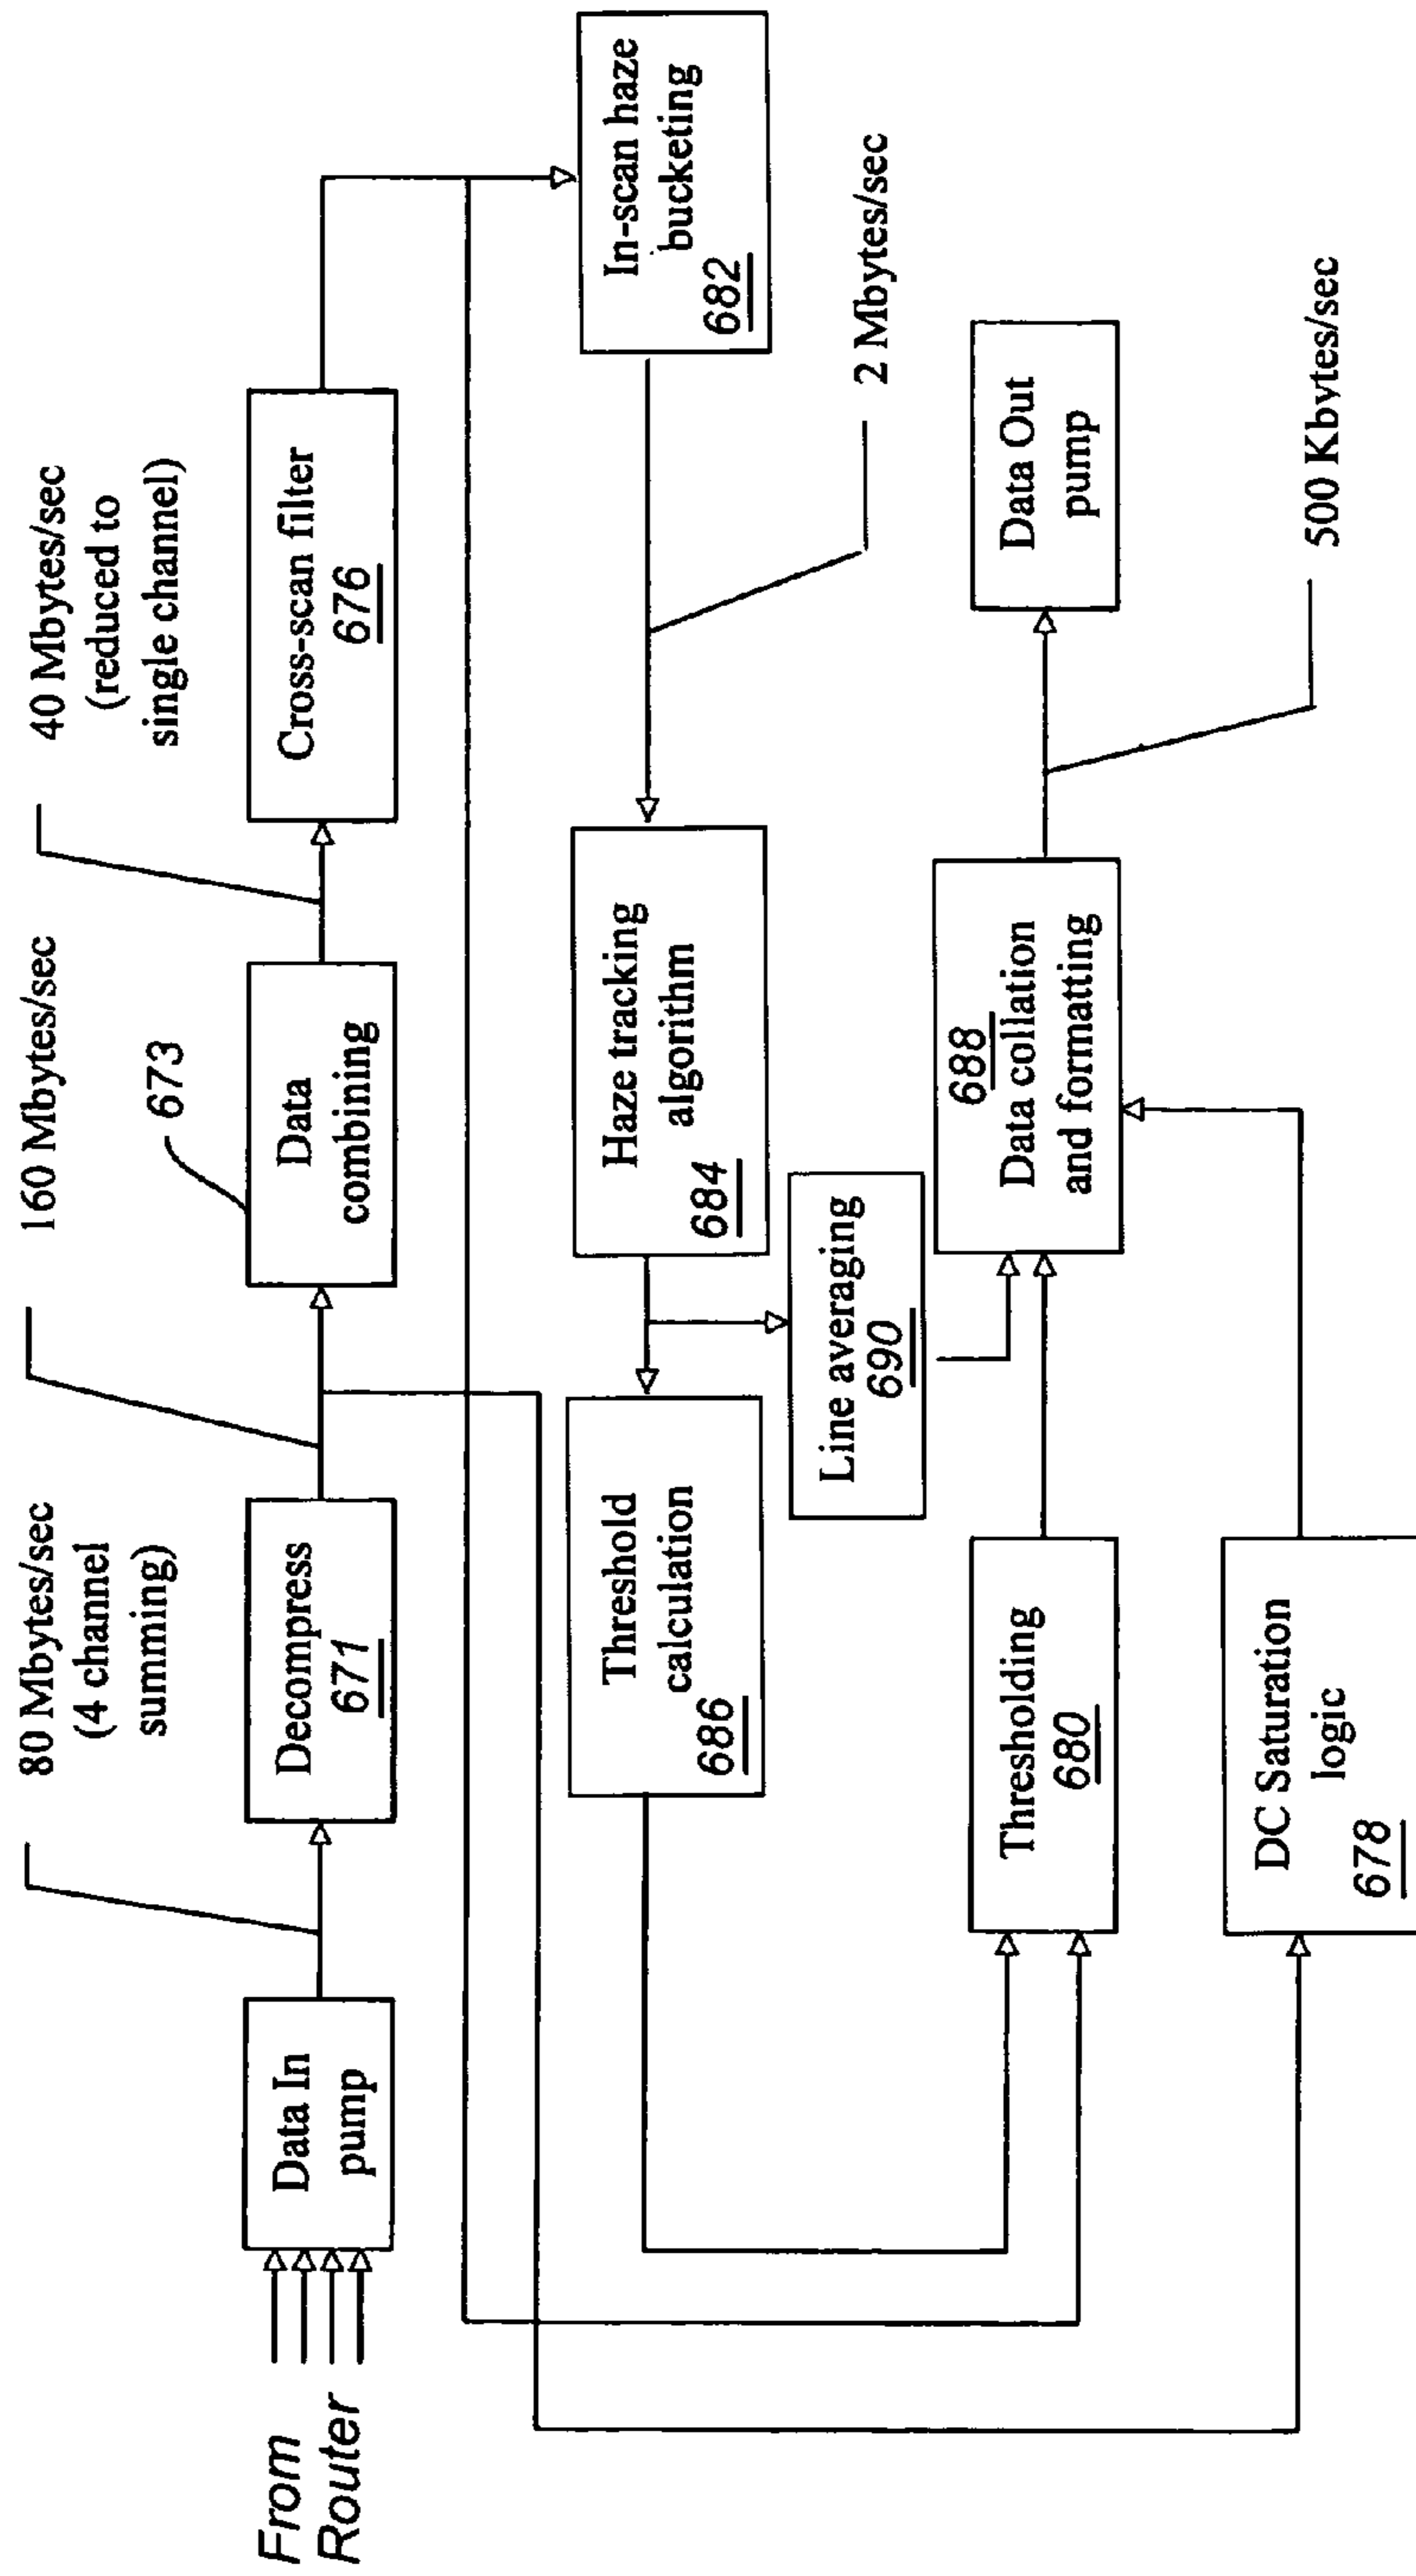 80 Mbytes/sec
(4 channel
summing)
160 Mbytes/sec
673
40 Mbytes/sec
(reduced to
single channel)
From
Router
Data In
pump
Decompress
671
Data
combining
Cross-scan filter
676
In-scan haze
bucketing
682
Threshold
calculation
686
Haze tracking
algorithm
684
2 Mbytes/sec
Line averaging
690
Thresholding
680
688
Data collation
and formatting
Data Out
pump
DC Saturation
logic
678
500 Kbytes/sec